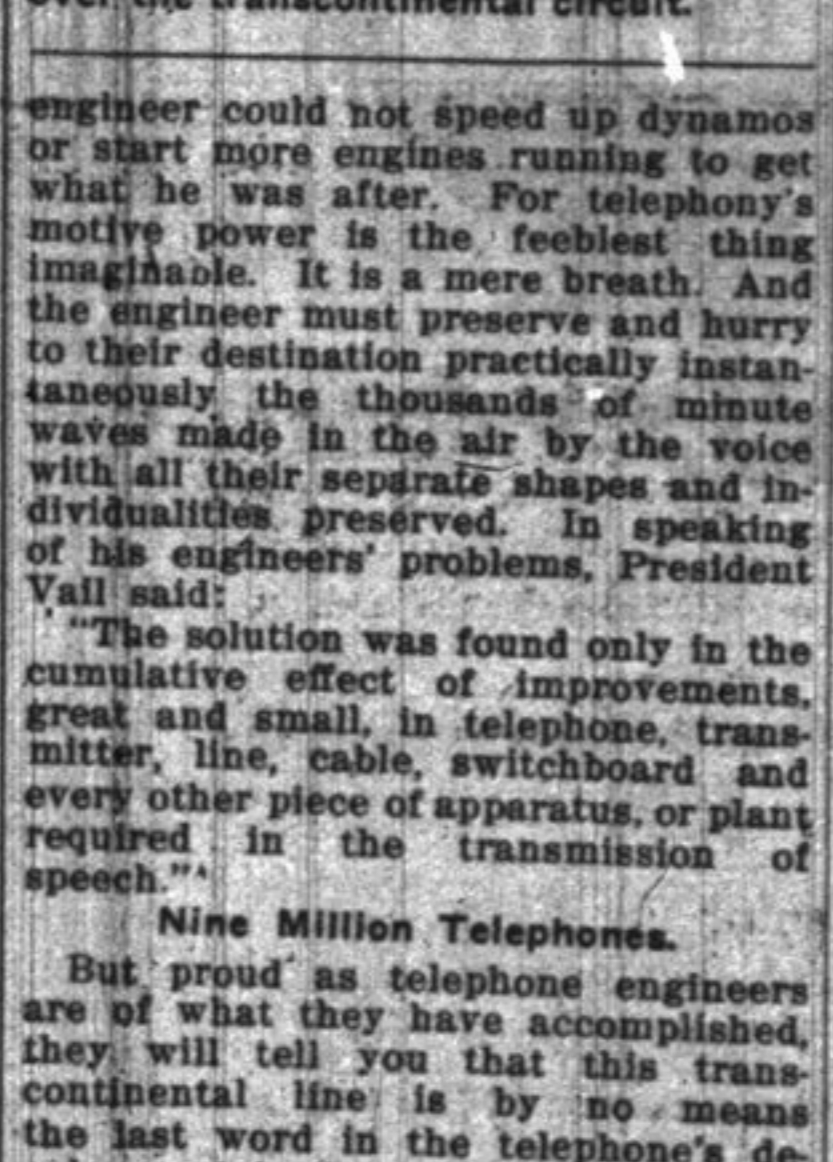 over the transcontinental circuit.
engineer could not speed up dynamos
or start more engines running to get
what he was after. For telephony's
motive power is the feeblest thing
imaginable. It is a mere breath. And
the engineer must preserve and hurry
to their destination practically instan-
taneously the thousands of minute
waves made in the air by the voice
with all their separate shapes and in-
dividualities preserved. In speaking
of his engineers' problems, President
Vail said:
"The solution was found only in the
cumulative effect of improvements,
great and small, in telephone, trans-
mitter, line, cable, switchboard and
every other piece of apparatus, or plant
required in the transmission of
speech."
Nine Million Telephones.
But proud as telephone engineers
are of what they have accomplished,
they will tell you that this trans-
continental line is by no means
the last word in the telephone's de-